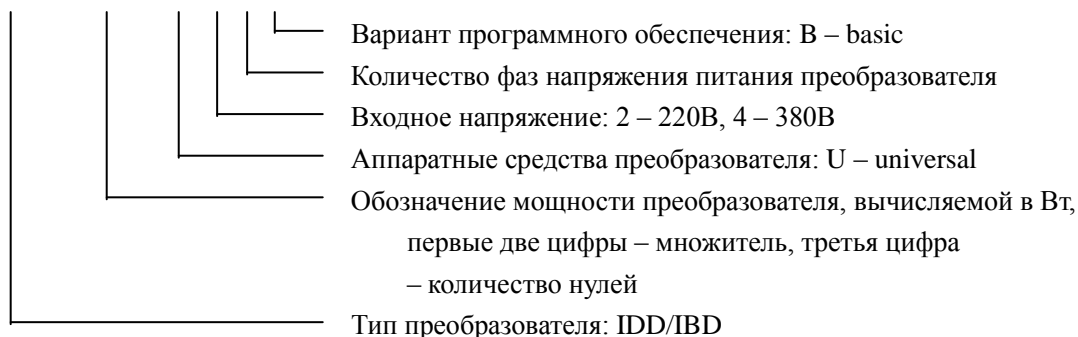 Вариант программного обеспечения: B – basic
Количество фаз напряжения питания преобразователя
Входное напряжение: 2 – 220В, 4 – 380В
Аппаратные средства преобразователя: U – universal
Обозначение мощности преобразователя, вычисляемой в Вт,
первые две цифры – множитель, третья цифра
– количество нулей
Тип преобразователя: IDD/IBD